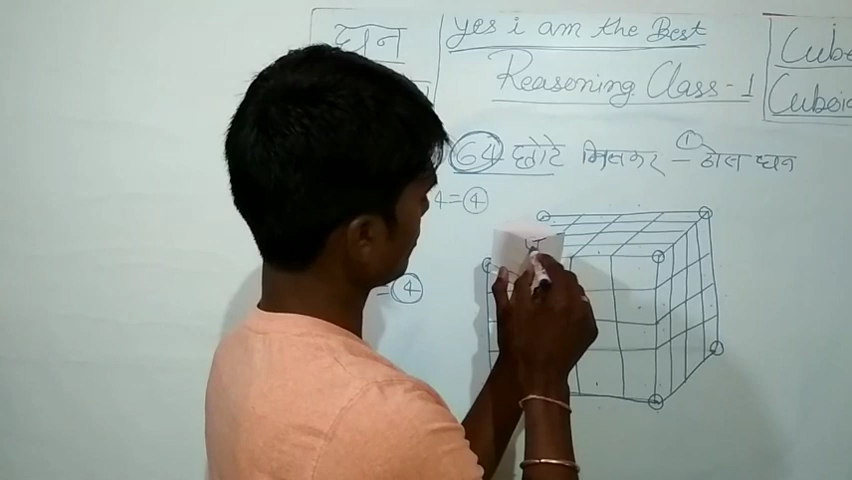 घन
yes i am the Best
Reasoning Class-1
Cube
Cuboid
64 छोटे मिलकर - 1 ठोस घन
4=4
= 4